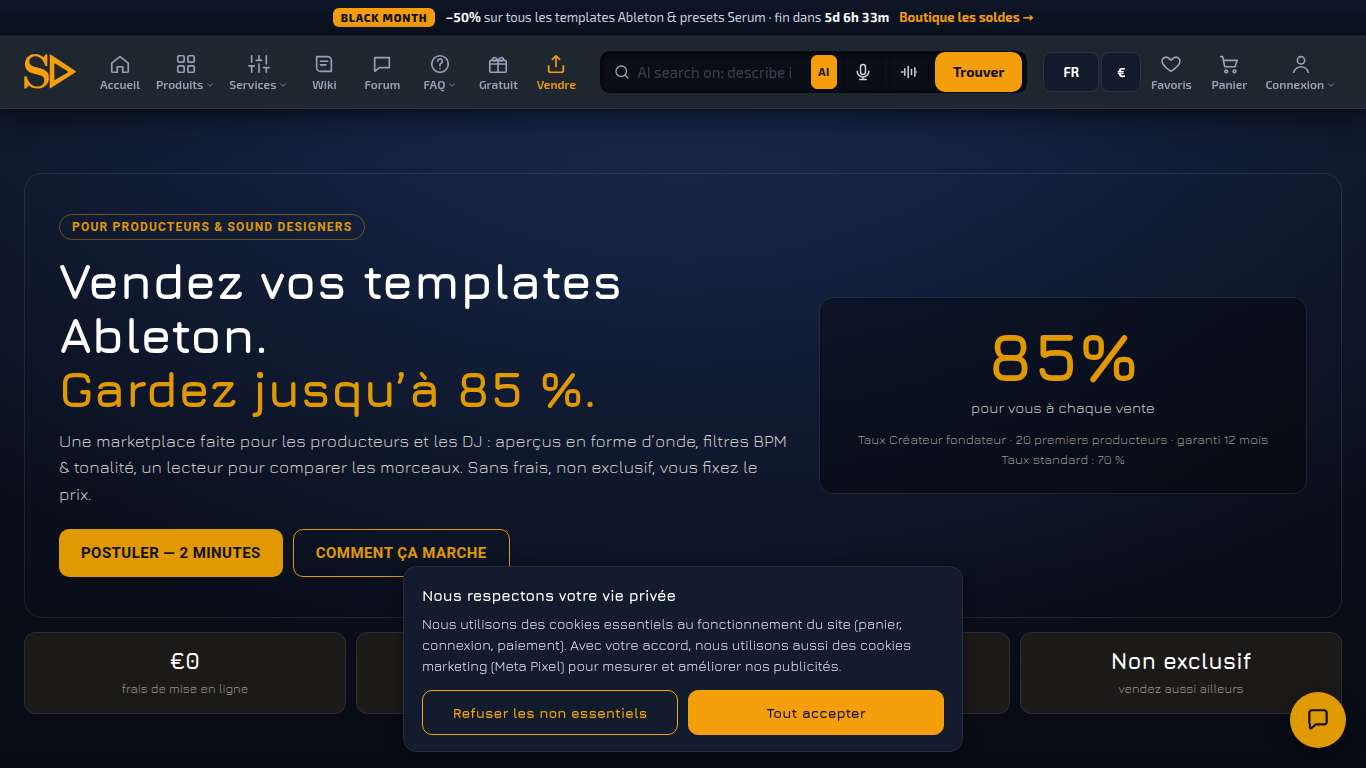 BLACK MONTH −50% sur tous les templates Ableton & presets Serum · fin dans 5d 6h 33m Boutique les soldes →
Accueil Produits Services Wiki Forum FAQ Gratuit Vendre
AI search on: describe i AI Trouver
FR € Favoris Panier Connexion
POUR PRODUCTEURS & SOUND DESIGNERS
Vendez vos templates
Ableton.
Gardez jusqu’à 85 %.
Une marketplace faite pour les producteurs et les DJ : aperçus en forme d’onde, filtres BPM
& tonalité, un lecteur pour comparer les morceaux. Sans frais, non exclusif, vous fixez le
prix.
POSTULER — 2 MINUTES COMMENT ÇA MARCHE
85%
pour vous à chaque vente
Taux Créateur fondateur · 20 premiers producteurs · garanti 12 mois
Taux standard : 70 %
€0
frais de mise en ligne
Non exclusif
vendez aussi ailleurs
Nous respectons votre vie privée
Nous utilisons des cookies essentiels au fonctionnement du site (panier,
connexion, paiement). Avec votre accord, nous utilisons aussi des cookies
marketing (Meta Pixel) pour mesurer et améliorer nos publicités.
Refuser les non essentiels Tout accepter